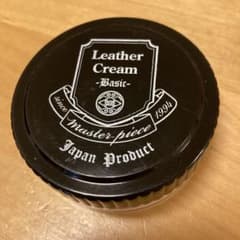 Leather
Cream
-Basic-
since 1994
master-piece
Japan Product